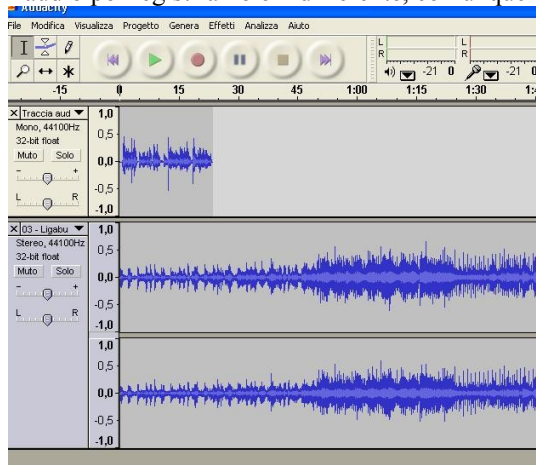 Audacity
File Modifica Visualizza Progetto Genera Effetti Analizza Aiuto
L
R
-21 0
L
R
-21 0
-15 0 15 30 45 1:00 1:15 1:30
Traccia aud
Mono, 44100Hz
32-bit float
Muto Solo
- +
L R
1,0
0,5
0,0
-0,5
-1,0
03 - Ligabu
Stereo, 44100Hz
32-bit float
Muto Solo
- +
L R
1,0
0,5
0,0
-0,5
-1,0
1,0
0,5
0,0
-0,5
-1,0